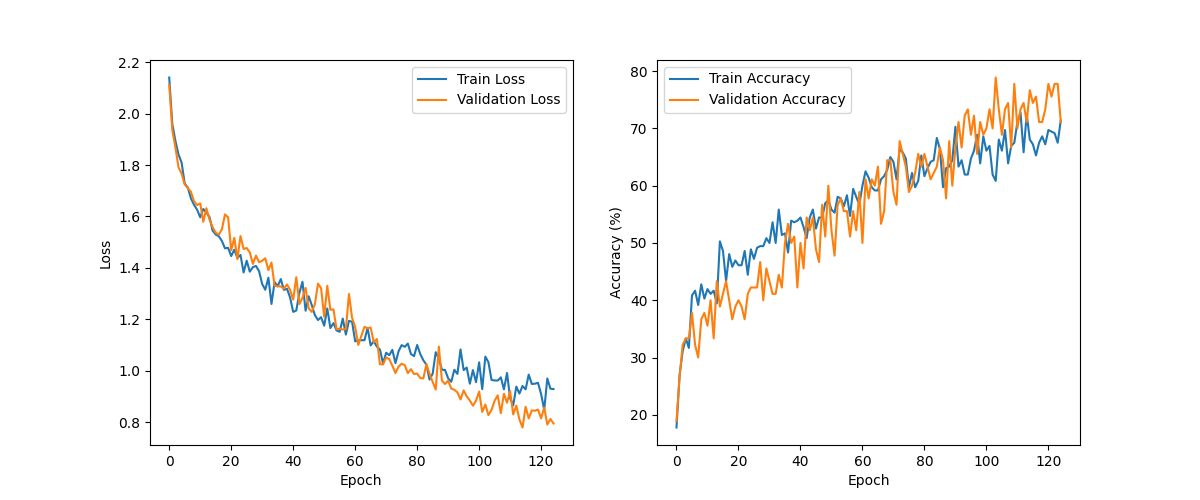 2.2
2.0
1.8
1.6
1.4
1.2
1.0
0.8
Loss
0 20 40 60 80 100 120
Epoch
Train Loss
Validation Loss
80
70
60
50
40
30
20
Accuracy (%)
0 20 40 60 80 100 120
Epoch
Train Accuracy
Validation Accuracy